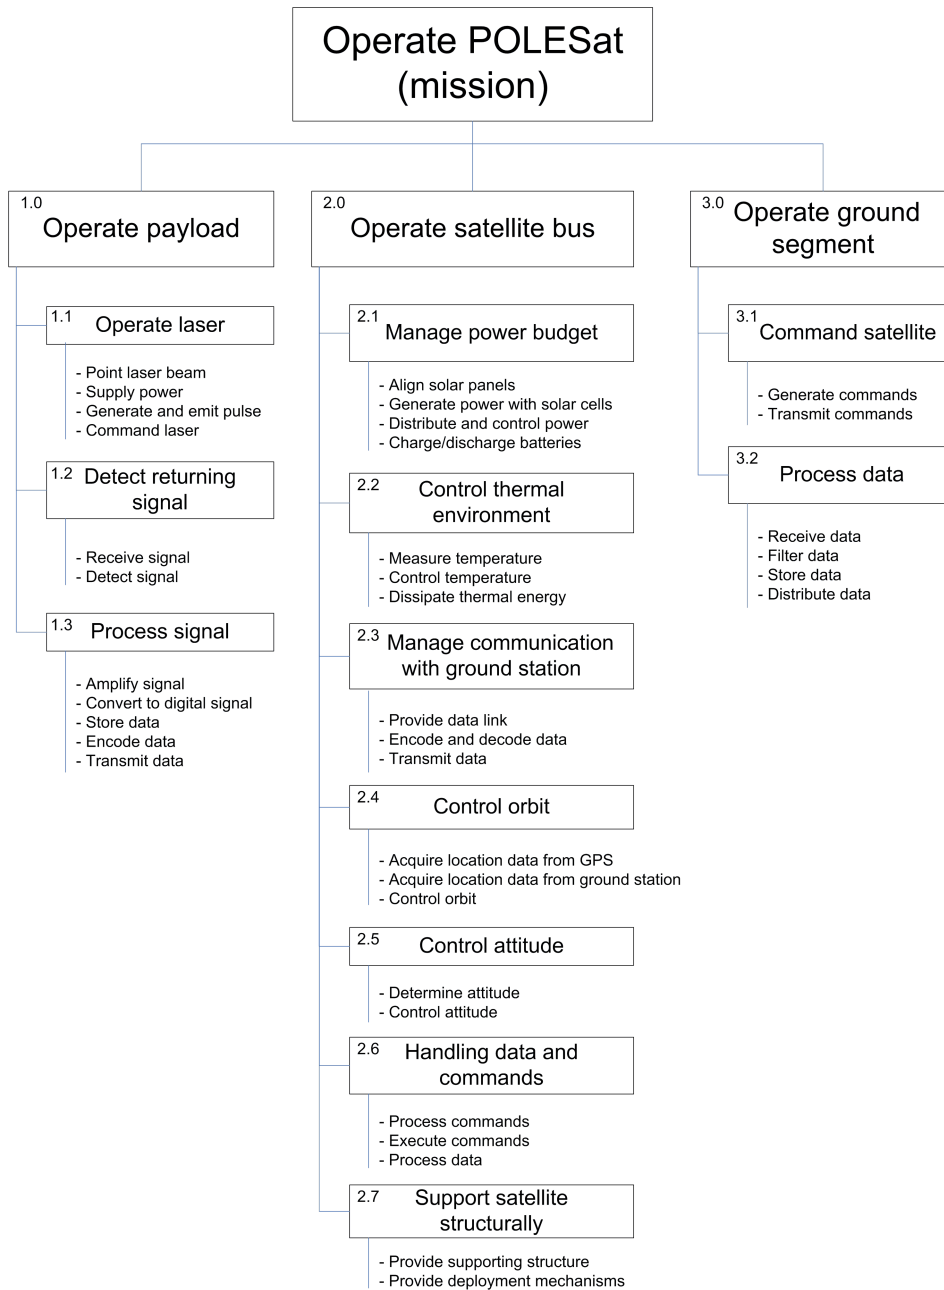 Operate POLESat
(mission)
1.0
Operate payload
1.1
Operate laser
- Point laser beam
- Supply power
- Generate and emit pulse
- Command laser
1.2
Detect returning
signal
- Receive signal
- Detect signal
1.3
Process signal
- Amplify signal
- Convert to digital signal
- Store data
- Encode data
- Transmit data
2.0
Operate satellite bus
2.1
Manage power budget
- Align solar panels
- Generate power with solar cells
- Distribute and control power
- Charge/discharge batteries
2.2
Control thermal
environment
- Measure temperature
- Control temperature
- Dissipate thermal energy
2.3
Manage communication
with ground station
- Provide data link
- Encode and decode data
- Transmit data
2.4
Control orbit
- Acquire location data from GPS
- Acquire location data from ground station
- Control orbit
2.5
Control attitude
- Determine attitude
- Control attitude
2.6
Handling data and
commands
- Process commands
- Execute commands
- Process data
2.7
Support satellite
structurally
- Provide supporting structure
- Provide deployment mechanisms
3.0
Operate ground
segment
3.1
Command satellite
- Generate commands
- Transmit commands
3.2
Process data
- Receive data
- Filter data
- Store data
- Distribute data